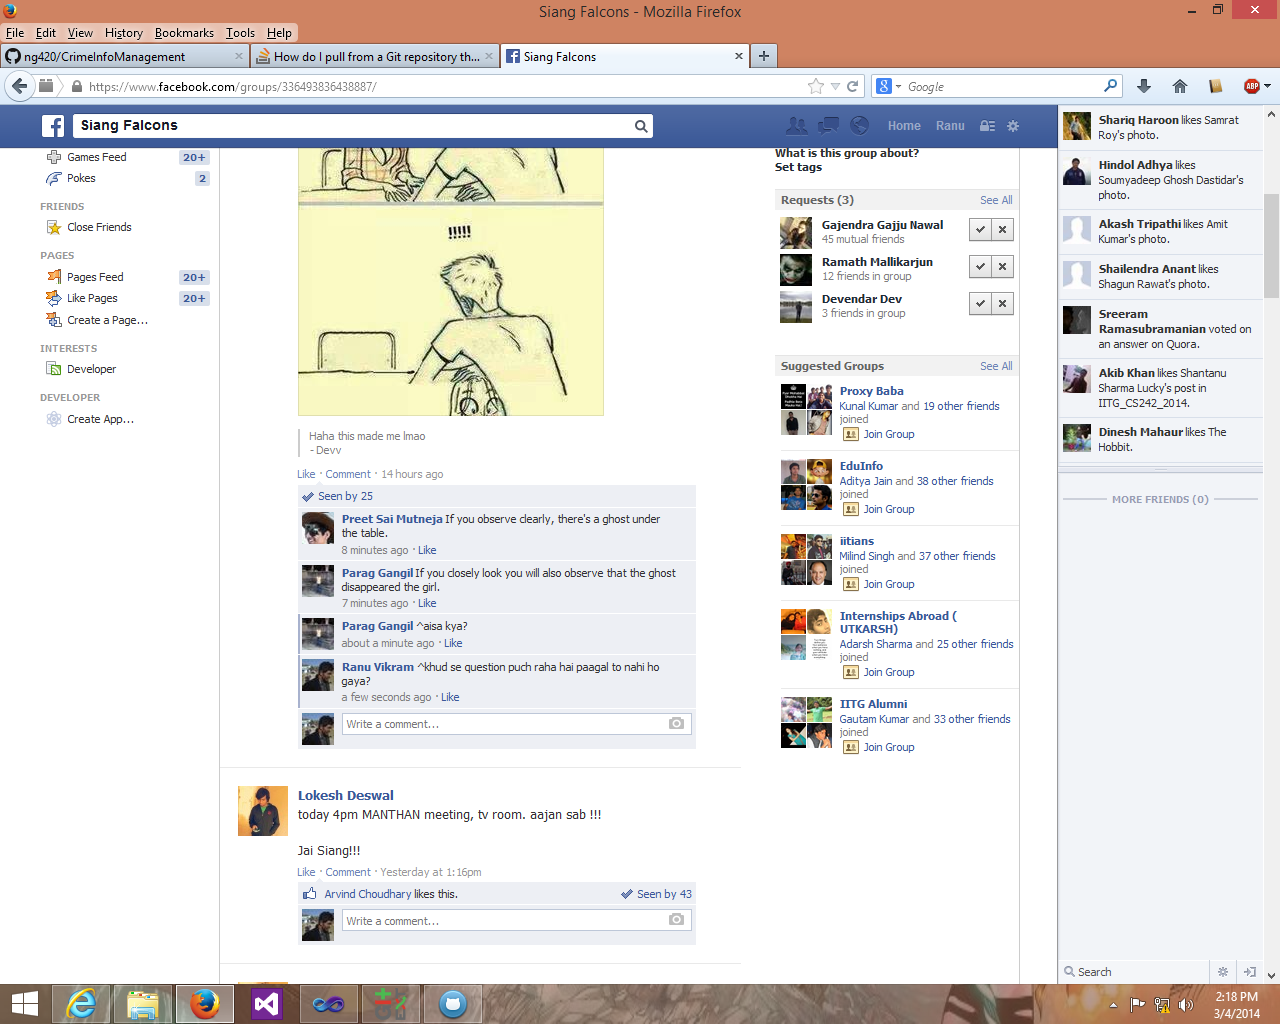 Siang Falcons - Mozilla Firefox
File Edit View History Bookmarks Tools Help
ng420/CrimeInfoManagement
How do I pull from a Git repository th...
Siang Falcons
https://www.facebook.com/groups/336493836438887/
Google
ABP
Siang Falcons
Home Ranu
Games Feed 20+
Pokes 2
FRIENDS
Close Friends
PAGES
Pages Feed 20+
Like Pages 20+
Create a Page...
INTERESTS
Developer
DEVELOPER
Create App...
!!!!!
Haha this made me lmao
- Devv
Like · Comment · 14 hours ago
Seen by 25
Preet Sai Mutneja If you observe clearly, there's a ghost under
the table.
8 minutes ago · Like
Parag Gangil If you closely look you will also observe that the ghost
disappeared the girl.
7 minutes ago · Like
Parag Gangil ^aisa kya?
about a minute ago · Like
Ranu Vikram ^khud se question puch raha hai paagal to nahi ho
gaya?
a few seconds ago · Like
Write a comment...
Lokesh Deswal
today 4pm MANTHAN meeting, tv room. aajan sab !!!
Jai Siang!!!
Like · Comment · Yesterday at 1:16pm
Arvind Choudhary likes this. Seen by 43
Write a comment...
What is this group about?
Set tags
Requests (3) See All
Gajendra Gajju Nawal
45 mutual friends
Ramath Mallikarjun
12 friends in group
Devendar Dev
3 friends in group
Suggested Groups See All
Proxy Baba
Kunal Kumar and 19 other friends
joined
Join Group
EduInfo
Aditya Jain and 38 other friends
joined
Join Group
iitians
Milind Singh and 37 other friends
joined
Join Group
Internships Abroad (
UTKARSH)
Adarsh Sharma and 25 other friends
joined
Join Group
IITG Alumni
Gautam Kumar and 33 other friends
joined
Join Group
Shariq Haroon likes Samrat
Roy's photo.
Hindol Adhya likes
Soumyadeep Ghosh Dastidar's
photo.
Akash Tripathi likes Amit
Kumar's photo.
Shailendra Anant likes
Shagun Rawat's photo.
Sreeram
Ramasubramanian voted on
an answer on Quora.
Akib Khan likes Shantanu
Sharma Lucky's post in
IITG_CS242_2014.
Dinesh Mahaur likes The
Hobbit.
MORE FRIENDS (0)
Search
2:18 PM
3/4/2014